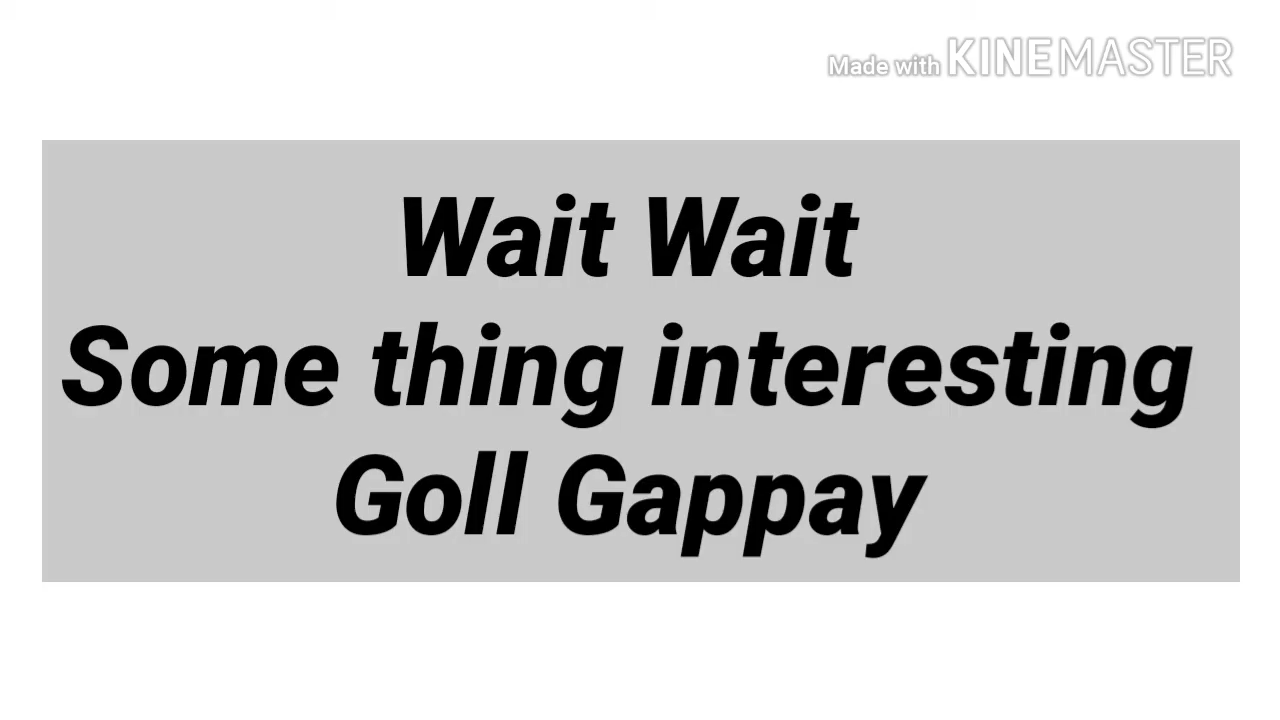 Made with KINEMASTER
Wait Wait
Some thing interesting
Goll Gappay